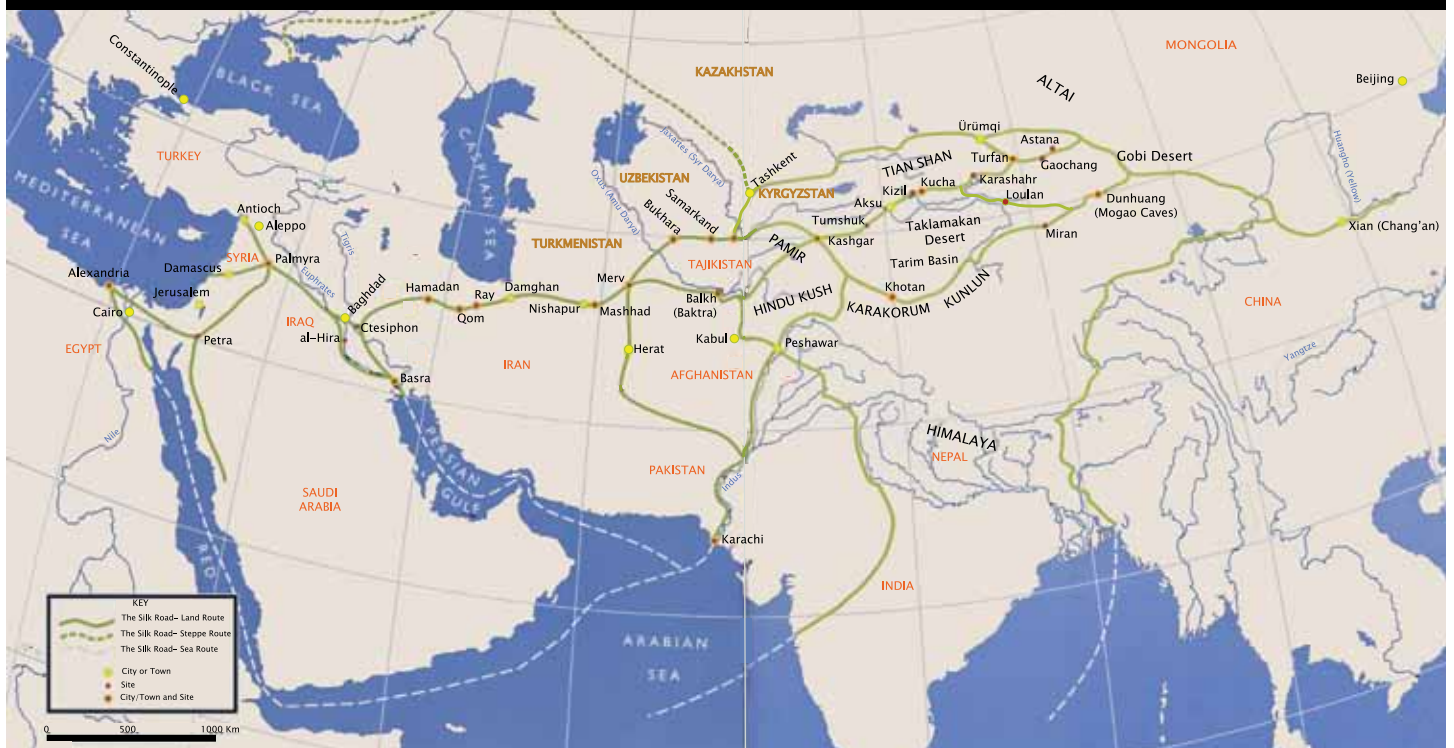 MONGOLIA
KAZAKHSTAN
ALTAI
Beijing
Constantinople
BLACK SEA
CASPIAN SEA
TURKEY
Jaxartes (Syr Darya)
Huangho (Yellow)
Ürümqi
Astana
Turfan
Gaochang
Gobi Desert
TIAN SHAN
Tashkent
UZBEKISTAN
KYRGYZSTAN
Kizil
Kucha
Karashahr
Loulan
Dunhuang
(Mogao Caves)
Oxus (Amu Darya)
Samarkand
Bukhara
Aksu
Tumshuk
Taklamakan
Desert
MEDITERRANEAN
SEA
Antioch
Aleppo
Tigris
TURKMENISTAN
PAMIR
Kashgar
Miran
Xian (Chang'an)
SYRIA
Palmyra
Damascus
TAJIKISTAN
Tarim Basin
Alexandria
Euphrates
Merv
Jerusalem
Baghdad
Hamadan
Ray
Damghan
Balkh
(Baktra)
HINDU KUSH
Khotan
KUNLUN
KARAKORUM
CHINA
Cairo
IRAQ
Ctesiphon
Qom
Nishapur
Mashhad
al-Hira
Petra
EGYPT
Kabul
Peshawar
Herat
Yangtze
IRAN
AFGHANISTAN
Basra
Nile
HIMALAYA
NEPAL
PERSIAN
GULF
PAKISTAN
Indus
SAUDI
ARABIA
Karachi
RED
INDIA
ARABIAN
SEA
KEY
The Silk Road- Land Route
The Silk Road- Steppe Route
The Silk Road- Sea Route
City or Town
Site
City/Town and Site
0 500 1000 Km